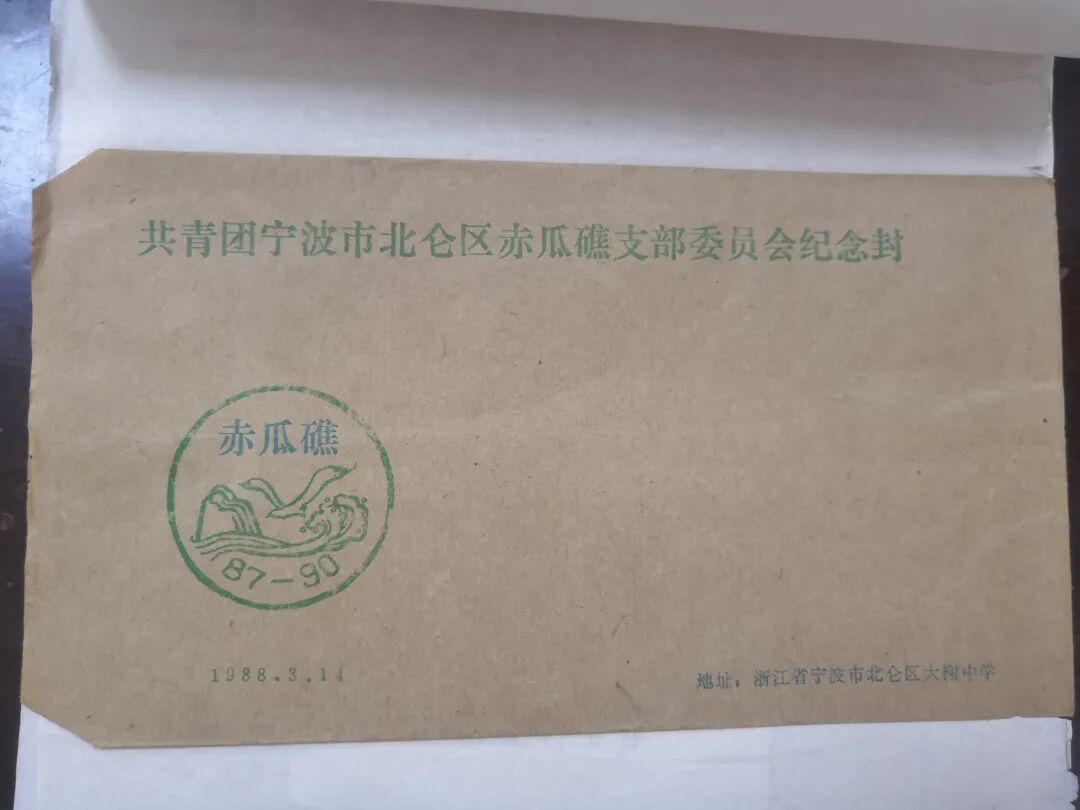 共青团宁波市北仑区赤瓜礁支部委员会纪念封
赤瓜礁
87-90
1988.3.14
地址：浙江省宁波市北仑区大榭中学